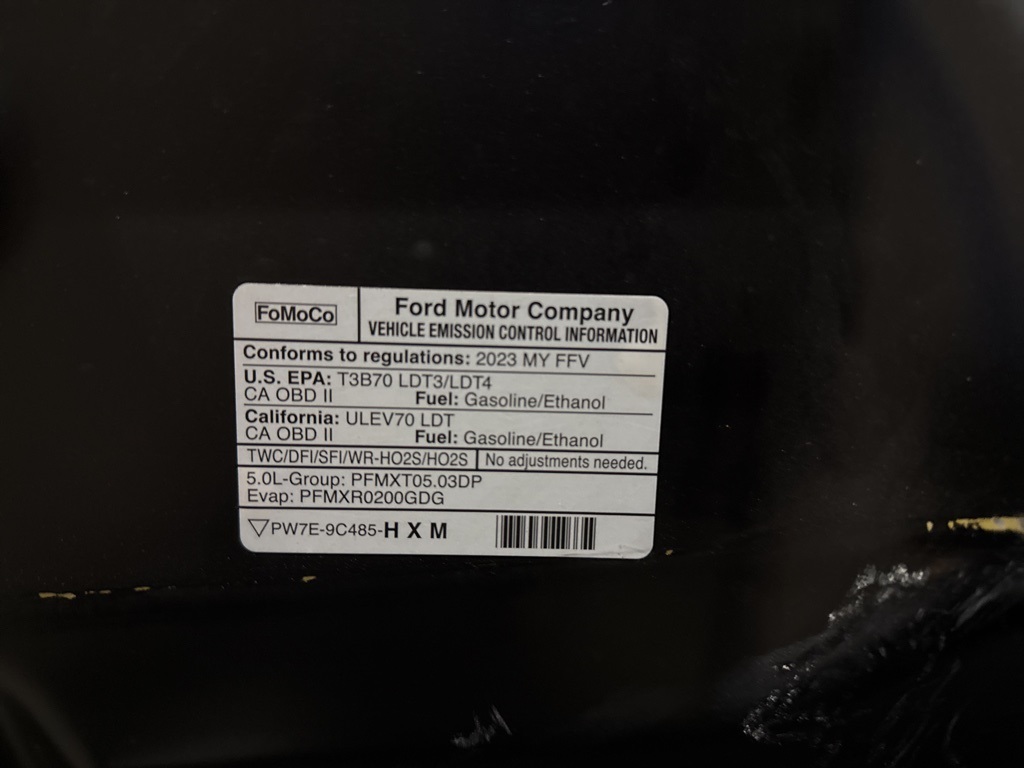 FoMoCo
Ford Motor Company
VEHICLE EMISSION CONTROL INFORMATION
Conforms to regulations: 2023 MY FFV
U.S. EPA: T3B70 LDT3/LDT4
CA OBD II Fuel: Gasoline/Ethanol
California: ULEV70 LDT
CA OBD II Fuel: Gasoline/Ethanol
TWC/DFI/SFI/WR-HO2S/HO2S No adjustments needed.
5.0L-Group: PFMXT05.03DP
Evap: PFMXR0200GDG
PW7E-9C485-H X M